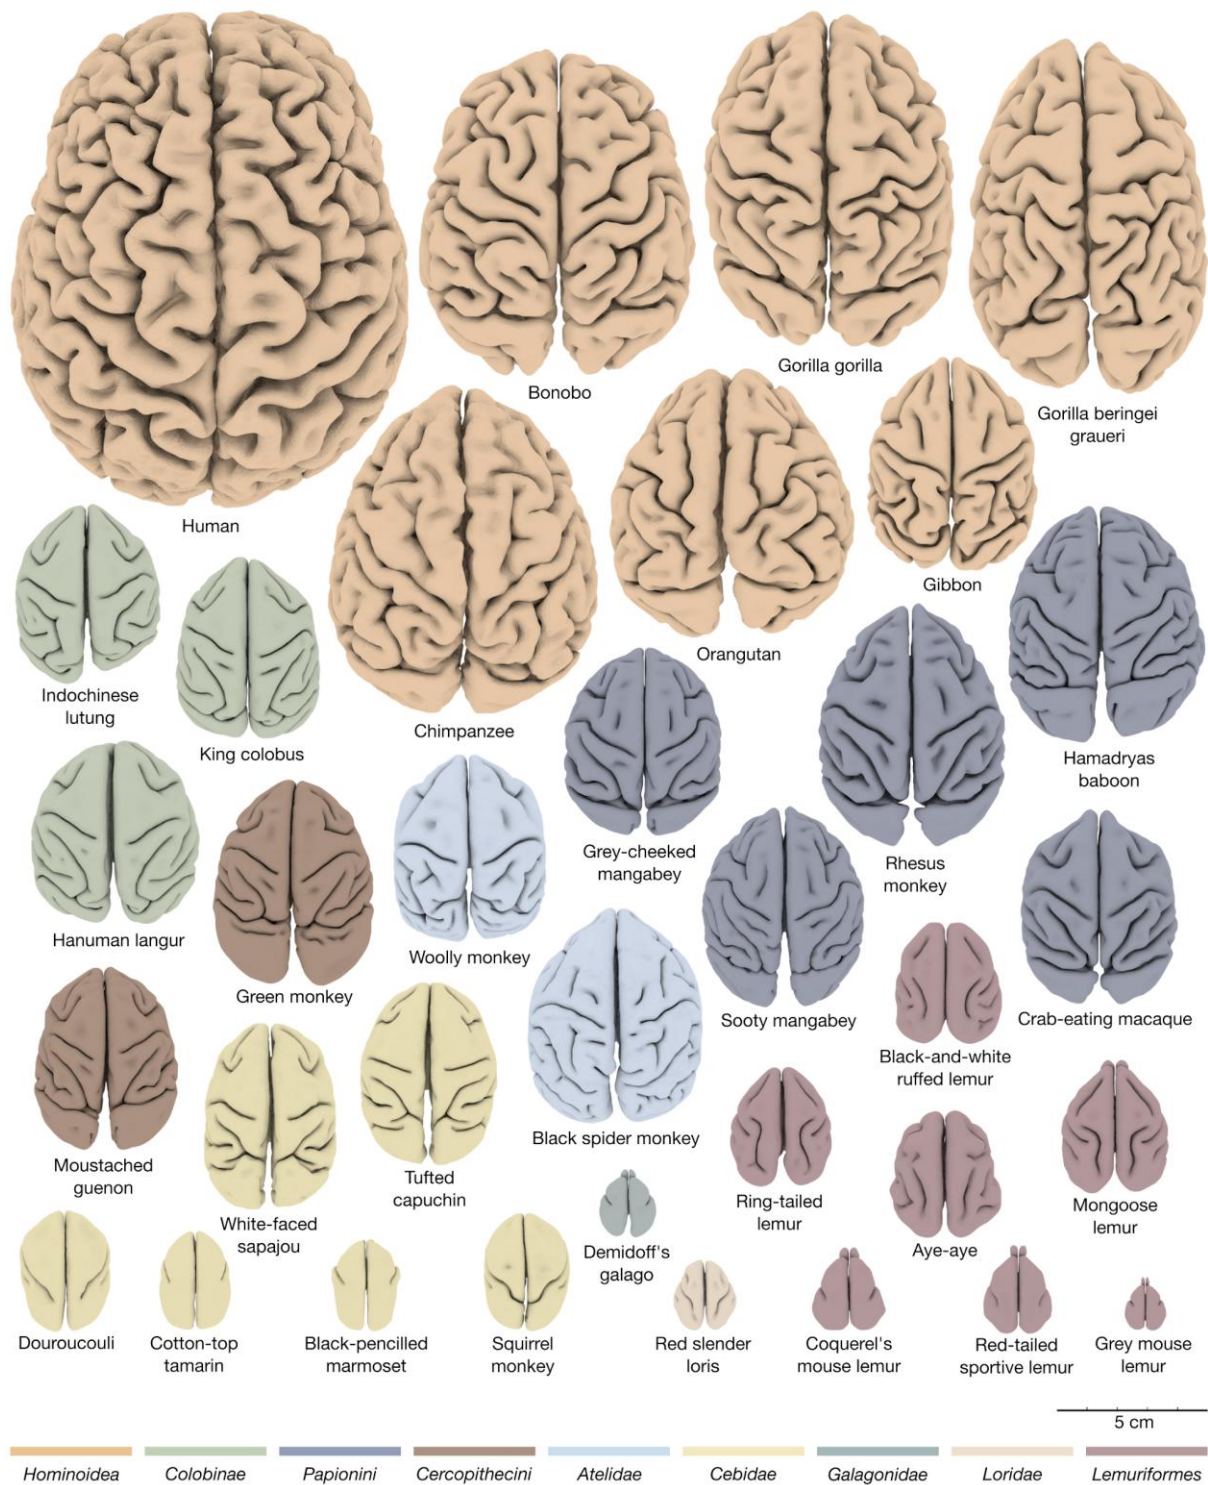 Bonobo
Gorilla gorilla
Gorilla beringei
graueri
Human
Gibbon
Orangutan
Indochinese
lutung
King colobus
Chimpanzee
Hamadryas
baboon
Grey-cheeked
mangabey
Rhesus
monkey
Hanuman langur
Woolly monkey
Green monkey
Sooty mangabey
Crab-eating macaque
Black-and-white
ruffed lemur
Black spider monkey
Moustached
guenon
Tufted
capuchin
White-faced
sapajou
Ring-tailed
lemur
Mongoose
lemur
Demidoff's
galago
Aye-aye
Douroucouli
Cotton-top
tamarin
Black-pencilled
marmoset
Squirrel
monkey
Red slender
loris
Coquerel's
mouse lemur
Red-tailed
sportive lemur
Grey mouse
lemur
5 cm
Hominoidea
Colobinae
Papionini
Cercopithecini
Atelidae
Cebidae
Galagonidae
Loridae
Lemuriformes